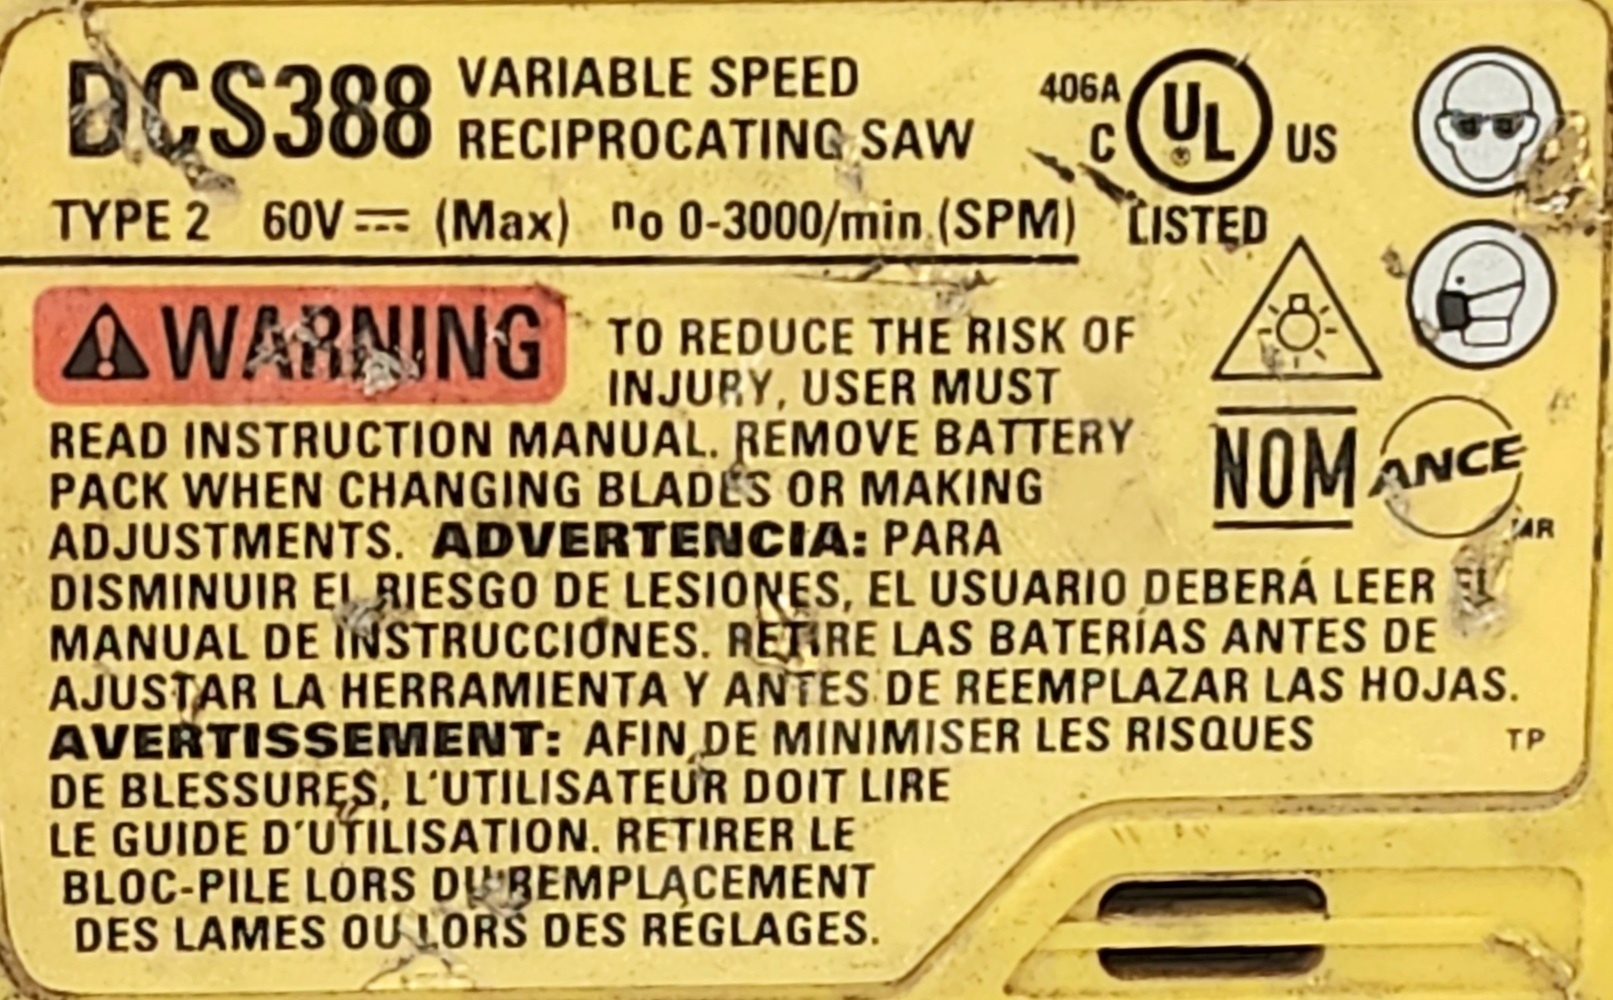 DCS388 VARIABLE SPEED
RECIPROCATING SAW
TYPE 2 60V⎓ (Max) no 0-3000/min (SPM)
406A
C UL® US
LISTED
WARNING TO REDUCE THE RISK OF
INJURY, USER MUST
READ INSTRUCTION MANUAL. REMOVE BATTERY
PACK WHEN CHANGING BLADES OR MAKING
ADJUSTMENTS. ADVERTENCIA: PARA
DISMINUIR EL RIESGO DE LESIONES, EL USUARIO DEBERÁ LEER EL
MANUAL DE INSTRUCCIONES. RETIRE LAS BATERÍAS ANTES DE
AJUSTAR LA HERRAMIENTA Y ANTES DE REEMPLAZAR LAS HOJAS.
AVERTISSEMENT: AFIN DE MINIMISER LES RISQUES
DE BLESSURES, L'UTILISATEUR DOIT LIRE
LE GUIDE D'UTILISATION. RETIRER LE
BLOC-PILE LORS DU REMPLACEMENT
DES LAMES OU LORS DES RÉGLAGES.
NOM ANCE
MR
TP